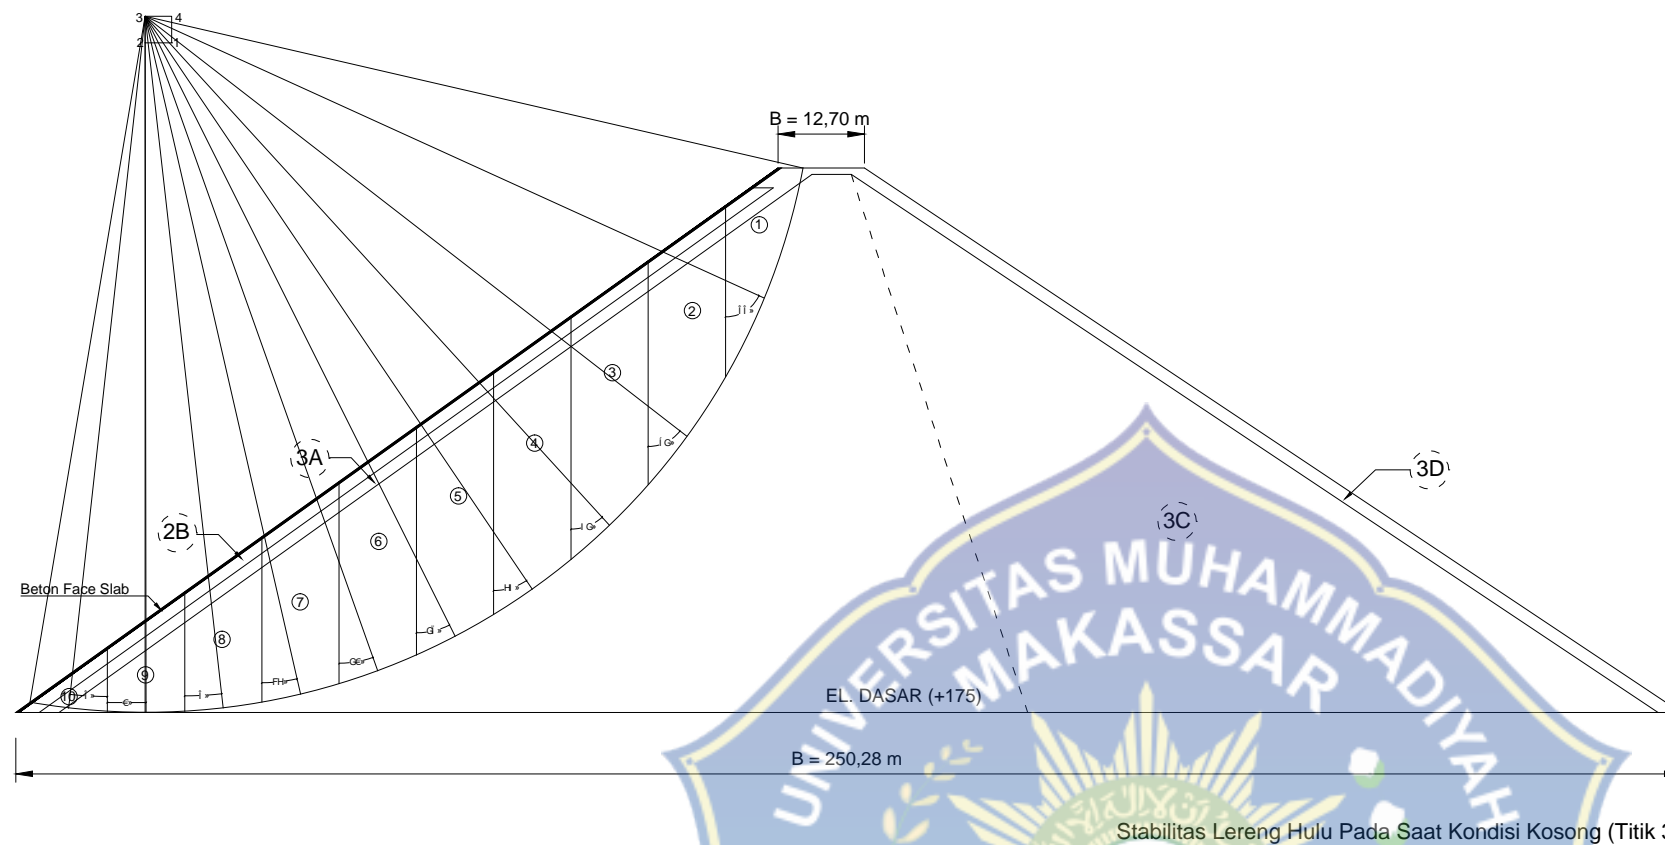 3 4
2 1
B = 12,70 m
1
2
3
4
3A
3D
5
3C
2B
6
Beton Face Slab
7
8
9
10
EL. DASAR (+175)
B = 250,28 m
UNIVERSITAS MUHAMMADIYAH
MAKASSAR
Stabilitas Lereng Hulu Pada Saat Kondisi Kosong (Titik 3